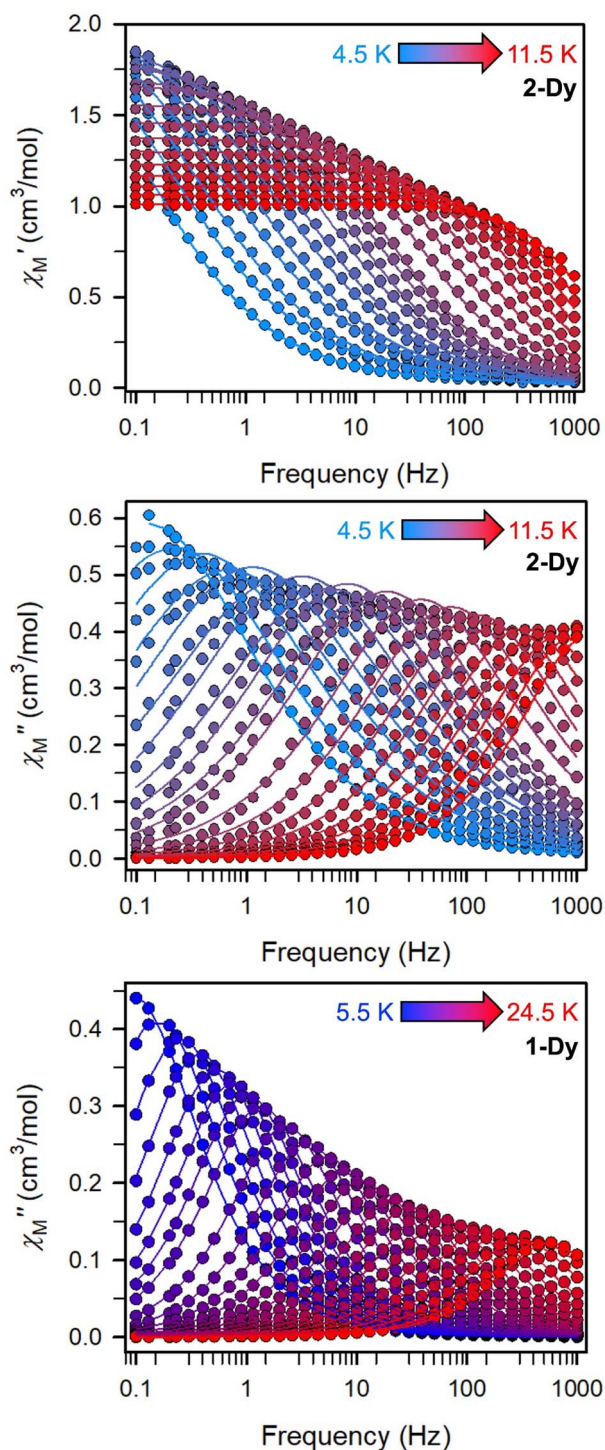 2.0
4.5 K 11.5 K
2-Dy
1.5
1.0
0.5
0.0
χM′ (cm³/mol)
0.1 1 10 100 1000
Frequency (Hz)
0.6
4.5 K 11.5 K
2-Dy
0.5
0.4
0.3
0.2
0.1
0.0
χM″ (cm³/mol)
0.1 1 10 100 1000
Frequency (Hz)
5.5 K 24.5 K
1-Dy
0.4
0.3
0.2
0.1
0.0
χM″ (cm³/mol)
0.1 1 10 100 1000
Frequency (Hz)